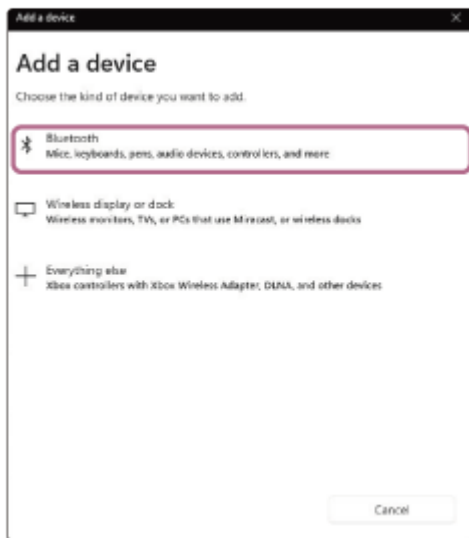 Add a device
Add a device
Choose the kind of device you want to add.
Bluetooth
Mice, keyboards, pens, audio devices, controllers, and more
Wireless display or dock
Wireless monitors, TVs, or PCs that use Miracast, or wireless docks
Everything else
Xbox controllers with Xbox Wireless Adapter, DLNA, and other devices
Cancel